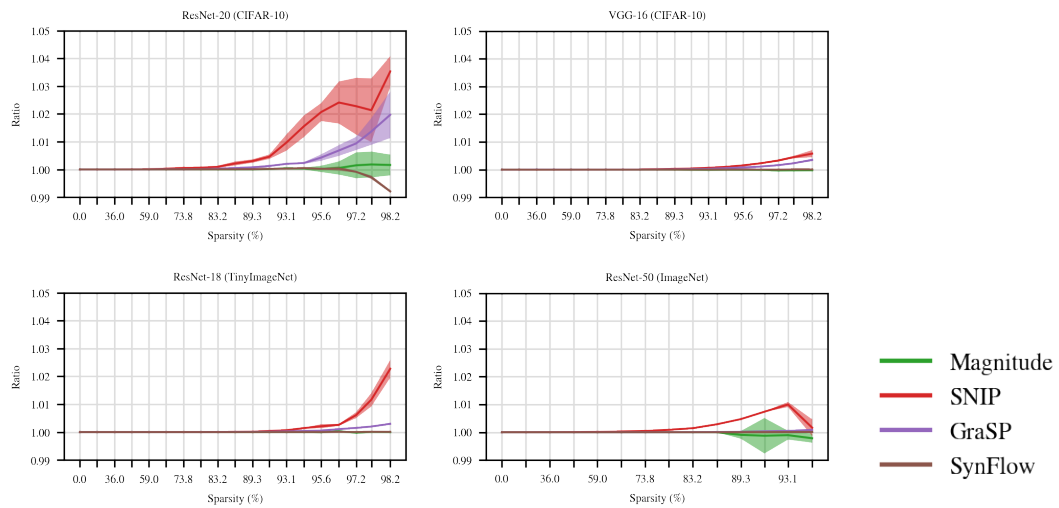 ResNet-20 (CIFAR-10)
1.05
1.04
1.03
1.02
1.01
1.00
0.99
Ratio
0.0 36.0 59.0 73.8 83.2 89.3 93.1 95.6 97.2 98.2
Sparsity (%)
VGG-16 (CIFAR-10)
1.05
1.04
1.03
1.02
1.01
1.00
0.99
Ratio
0.0 36.0 59.0 73.8 83.2 89.3 93.1 95.6 97.2 98.2
Sparsity (%)
ResNet-18 (TinyImageNet)
1.05
1.04
1.03
1.02
1.01
1.00
0.99
Ratio
0.0 36.0 59.0 73.8 83.2 89.3 93.1 95.6 97.2 98.2
Sparsity (%)
ResNet-50 (ImageNet)
1.05
1.04
1.03
1.02
1.01
1.00
0.99
Ratio
0.0 36.0 59.0 73.8 83.2 89.3 93.1
Sparsity (%)
Magnitude
SNIP
GraSP
SynFlow